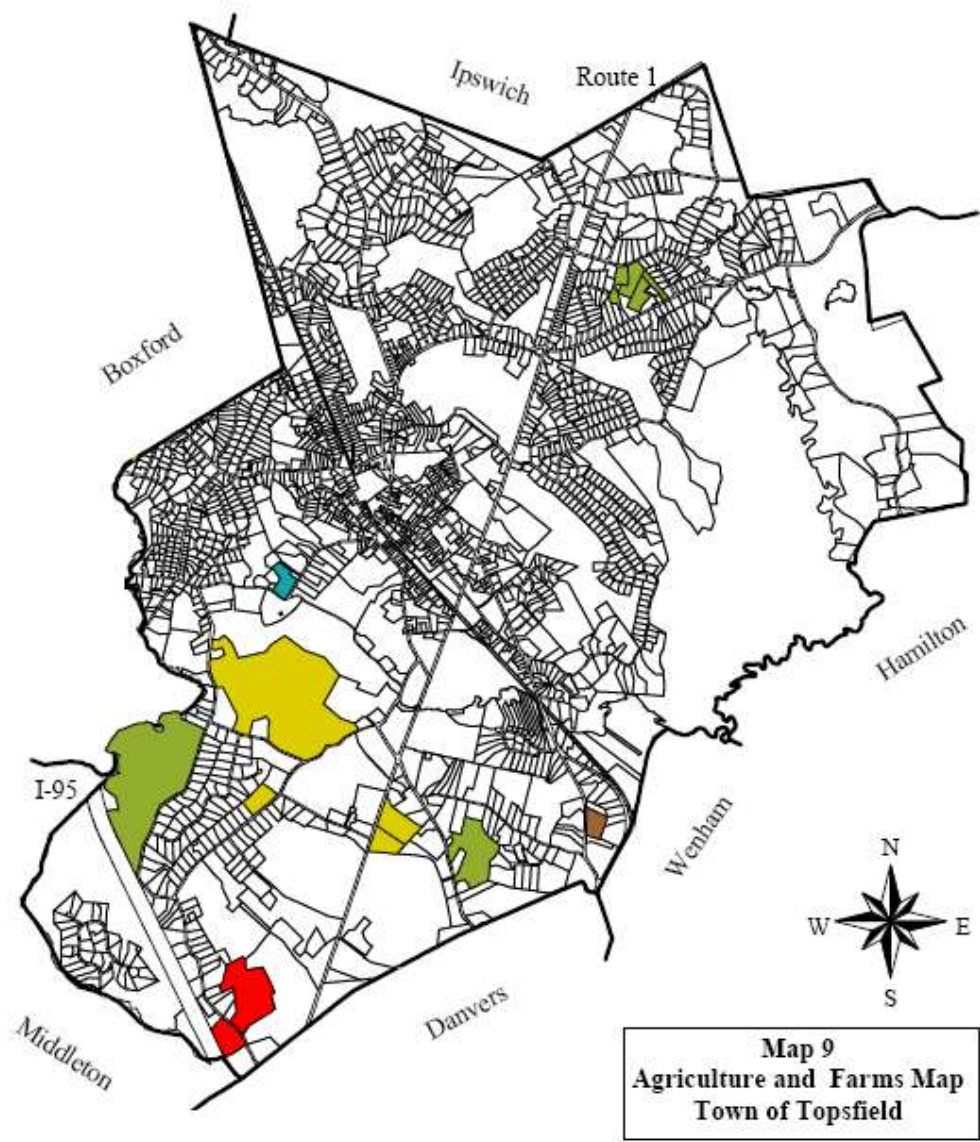 Ipswich
Route 1
Boxford
Hamilton
I-95
Wenham
N
W
E
S
Danvers
Middleton
Map 9
Agriculture and Farms Map
Town of Topsfield